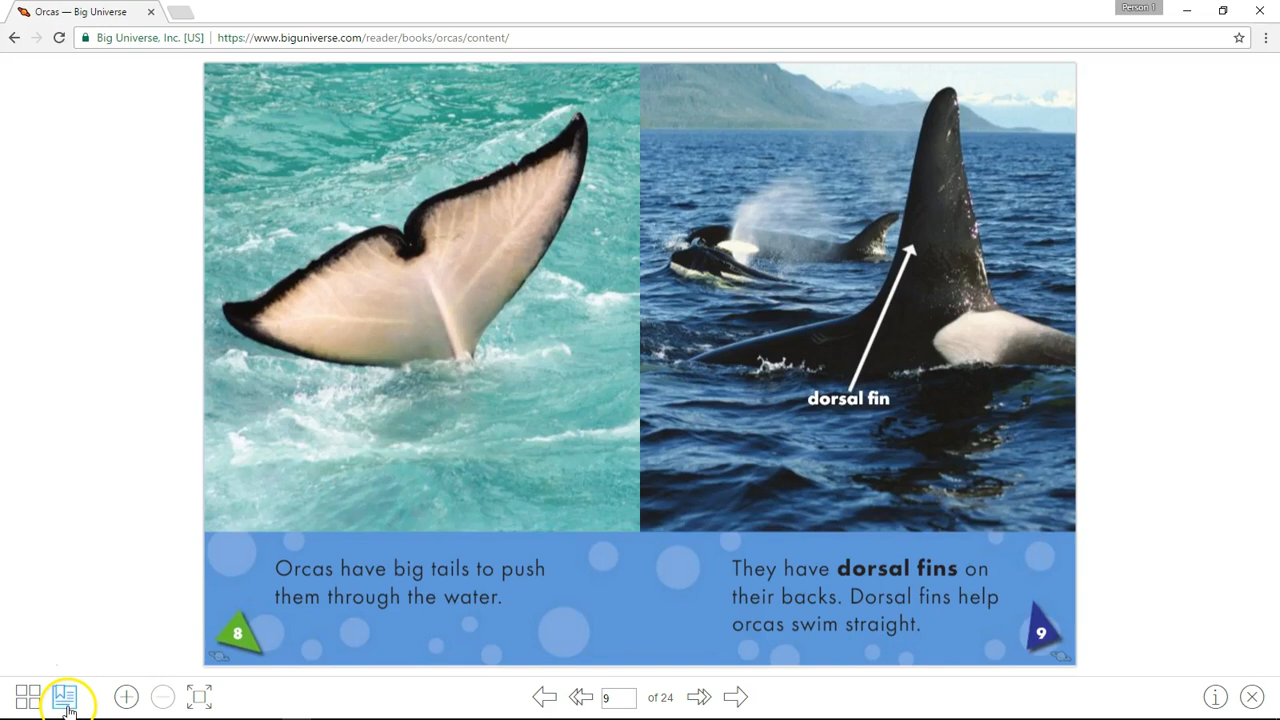 Orcas — Big Universe
Person 1
Big Universe, Inc. [US]
https://www.biguniverse.com/reader/books/orcas/content/
dorsal fin
Orcas have big tails to push
them through the water.
8
They have dorsal fins on
their backs. Dorsal fins help
orcas swim straight.
9
9 of 24